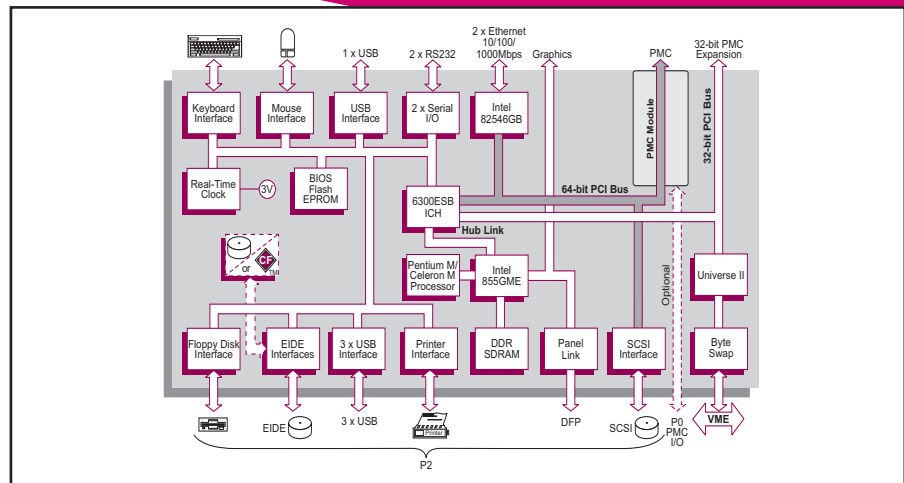 1 x USB
2 x RS232
2 x Ethernet
10/100/
1000Mbps
Graphics
PMC
32-bit PMC
Expansion
Keyboard
Interface
Mouse
Interface
USB
Interface
2 x Serial
I/O
Intel
82546GB
PMC Module
32-bit PCI Bus
Real-Time
Clock
3V
BIOS
Flash
EPROM
6300ESB
ICH
64-bit PCI Bus
Hub Link
or
CF
TM
Pentium M/
Celeron M
Processor
Intel
855GME
Optional
Universe II
Floppy Disk
Interface
EIDE
Interfaces
3 x USB
Interface
Printer
Interface
DDR
SDRAM
Panel
Link
SCSI
Interface
Byte
Swap
EIDE
3 x USB
Printer
DFP
SCSI
P0
PMC
I/O
VME
P2